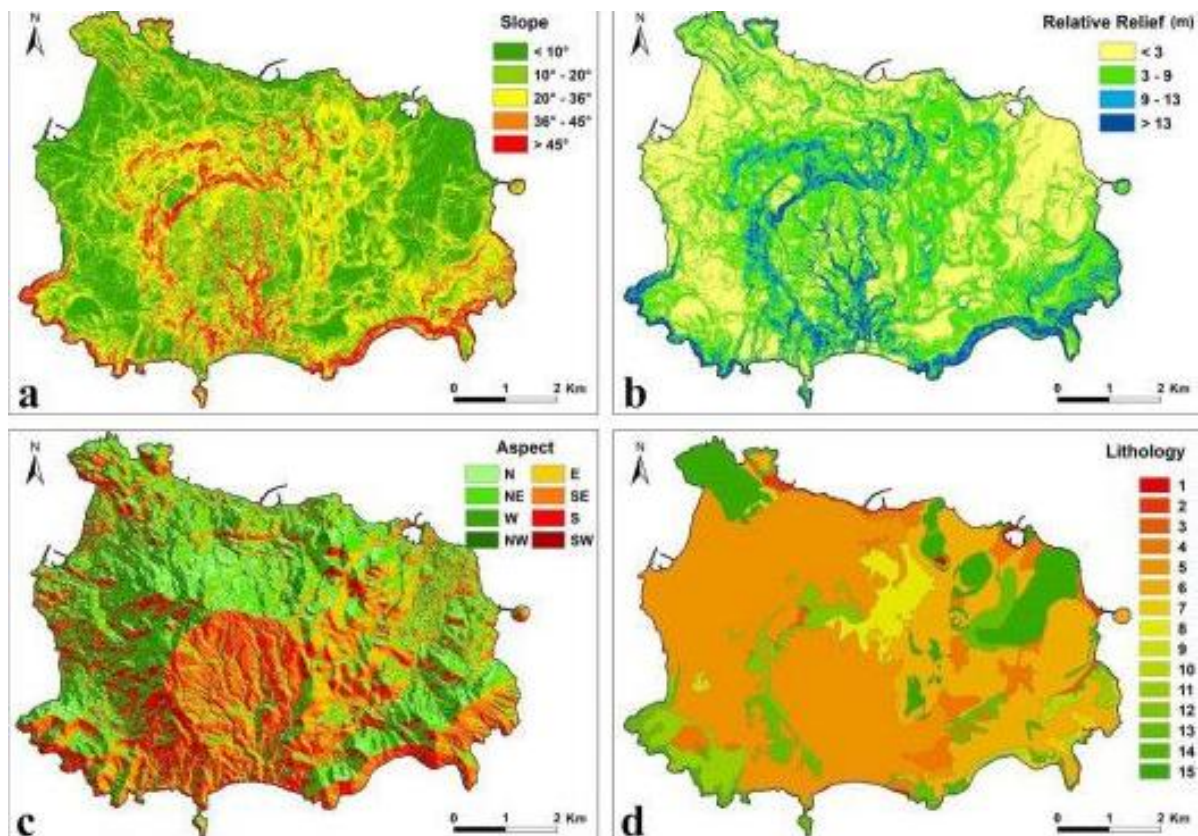 N
Slope
< 10°
10° - 20°
20° - 36°
36° - 45°
> 45°
0 1 2 Km
a
N
Relative Relief (m)
< 3
3 - 9
9 - 13
> 13
0 1 2 Km
b
N
Aspect
N E
NE SE
W S
NW SW
0 1 2 Km
c
N
Lithology
1
2
3
4
5
6
7
8
9
10
11
12
13
14
15
0 1 2 Km
d